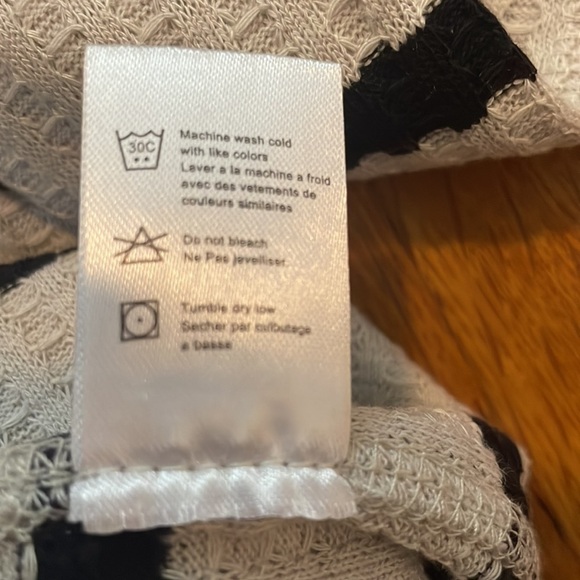 30C
Machine wash cold
with like colors
Laver a la machine a froid
avec des vetements de
couleurs similaires
Do not bleach
Ne Pas javelliser
Tumble dry low
Secher par culbutage
a basse